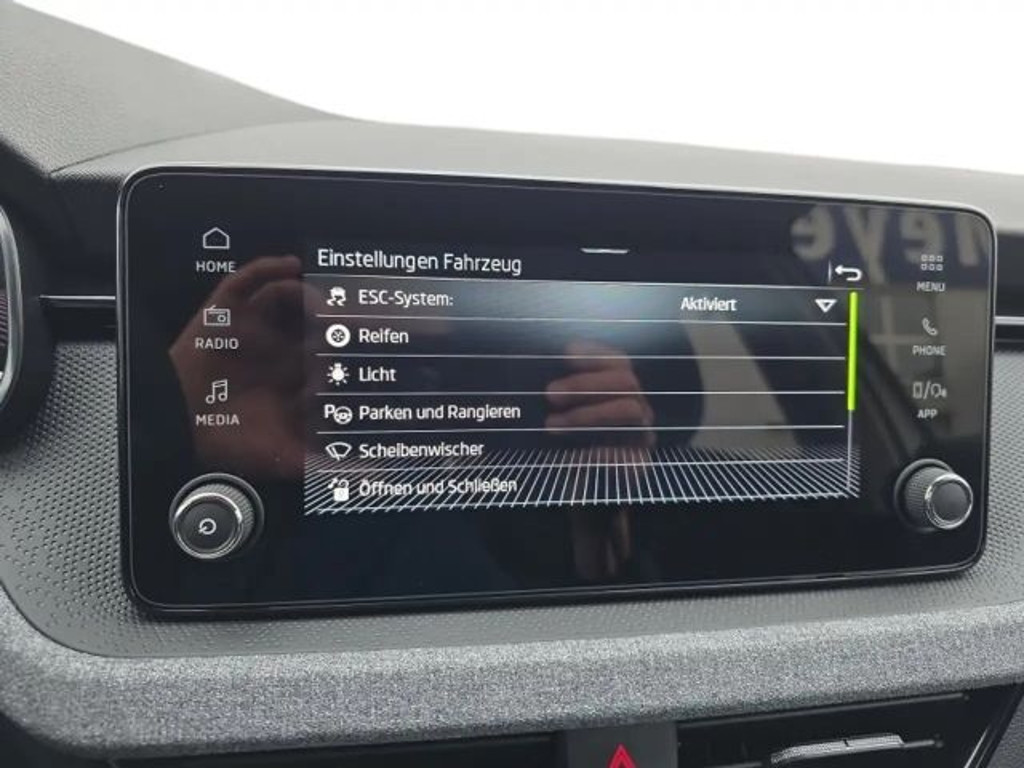 HOME
RADIO
MEDIA
Einstellungen Fahrzeug
ESC-System: Aktiviert
Reifen
Licht
Parken und Rangieren
Scheibenwischer
Öffnen und Schließen
MENU
PHONE
APP